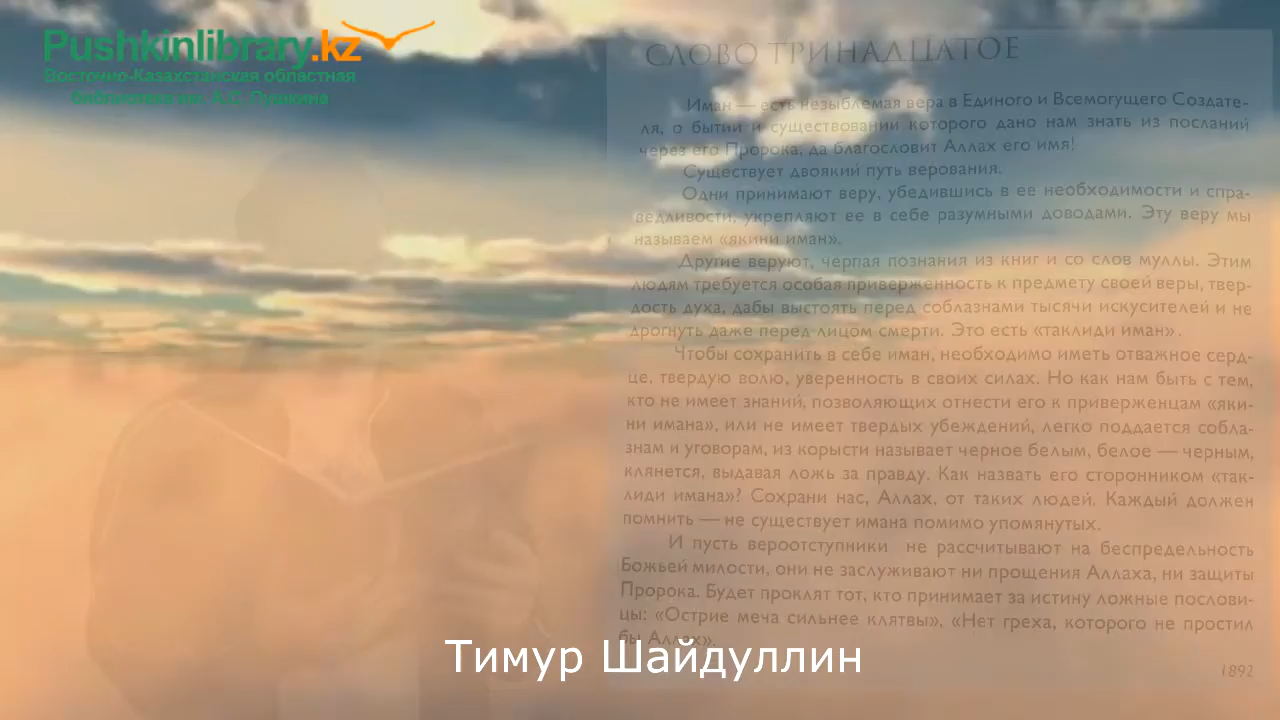 Pushkinlibrary.kz
Восточно-Казахстанская областная
библиотека им. А.С. Пушкина
СЛОВО ТРИНАДЦАТОЕ
Иман — есть незыблемая вера в Единого и Всемогущего Создате-
ля, о бытии и существовании которого дано нам знать из посланий
через его Пророка, да благословит Аллах его имя!
Существует двоякий путь верования.
Одни принимают веру, убедившись в ее необходимости и спра-
ведливости, укрепляют ее в себе разумными доводами. Эту веру мы
называем «якини иман».
Другие веруют, черпая познания из книг и со слов муллы. Этим
людям требуется особая приверженность к предмету своей веры, твер-
дость духа, дабы выстоять перед соблазнами тысячи искусителей и не
дрогнуть даже перед лицом смерти. Это есть «таклиди иман».
Чтобы сохранить в себе иман, необходимо иметь отважное серд-
це, твердую волю, уверенность в своих силах. Но как нам быть с тем,
кто не имеет знаний, позволяющих отнести его к приверженцам «яки-
ни имана», или не имеет твердых убеждений, легко поддается собла-
знам и уговорам, из корысти называет черное белым, белое — черным,
клянется, выдавая ложь за правду. Как назвать его сторонником «так-
лиди имана»? Сохрани нас, Аллах, от таких людей. Каждый должен
помнить — не существует имана помимо упомянутых.
И пусть вероотступники не рассчитывают на беспредельность
Божьей милости, они не заслуживают ни прощения Аллаха, ни защиты
Пророка. Будет проклят тот, кто принимает за истину ложные послови-
цы: «Острие меча сильнее клятвы», «Нет греха, которого не простил
бы Аллах».
1892
Тимур Шайдуллин